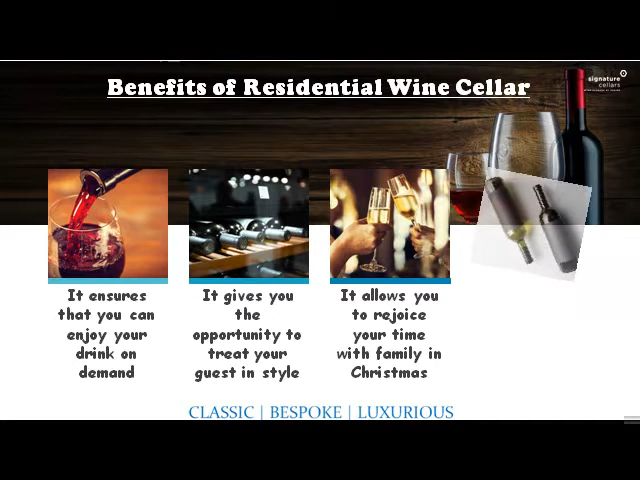 Benefits of Residential Wine Cellar
signature
cellars
It ensures
that you can
enjoy your
drink on
demand
It gives you
the
opportunity to
treat your
guest in style
It allows you
to rejoice
your time
with family in
Christmas
CLASSIC | BESPOKE | LUXURIOUS